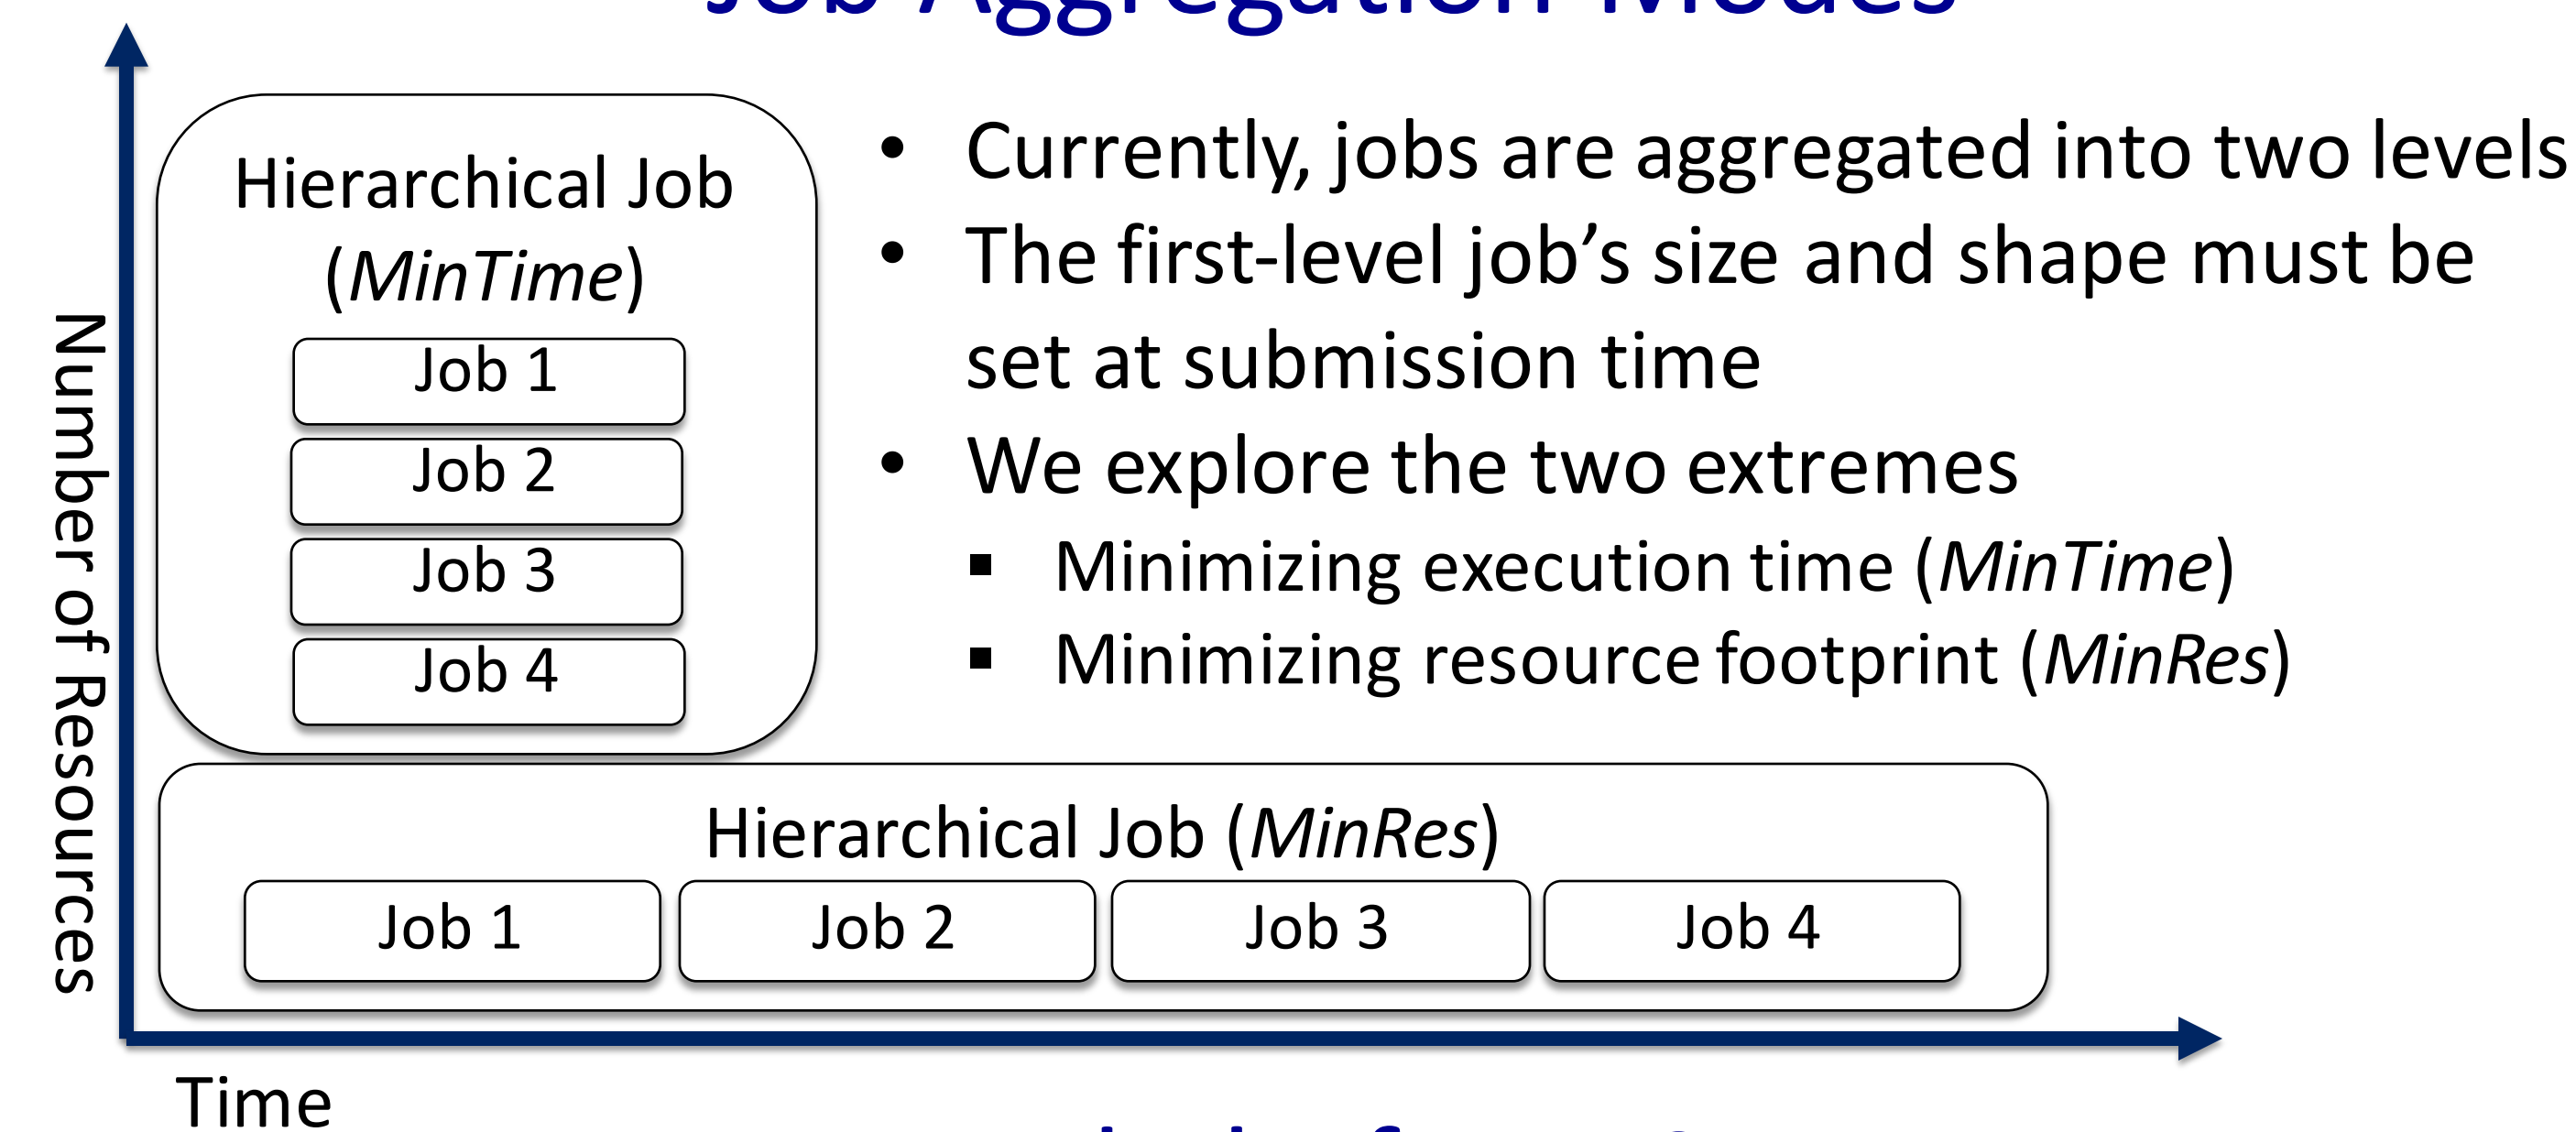 Job Aggregation Modes
Number of Resources
Hierarchical Job
(MinTime)
Job 1
Job 2
Job 3
Job 4
• Currently, jobs are aggregated into two levels
• The first-level job’s size and shape must be
set at submission time
• We explore the two extremes
▪ Minimizing execution time (MinTime)
▪ Minimizing resource footprint (MinRes)
Hierarchical Job (MinRes)
Job 1
Job 2
Job 3
Job 4
Time